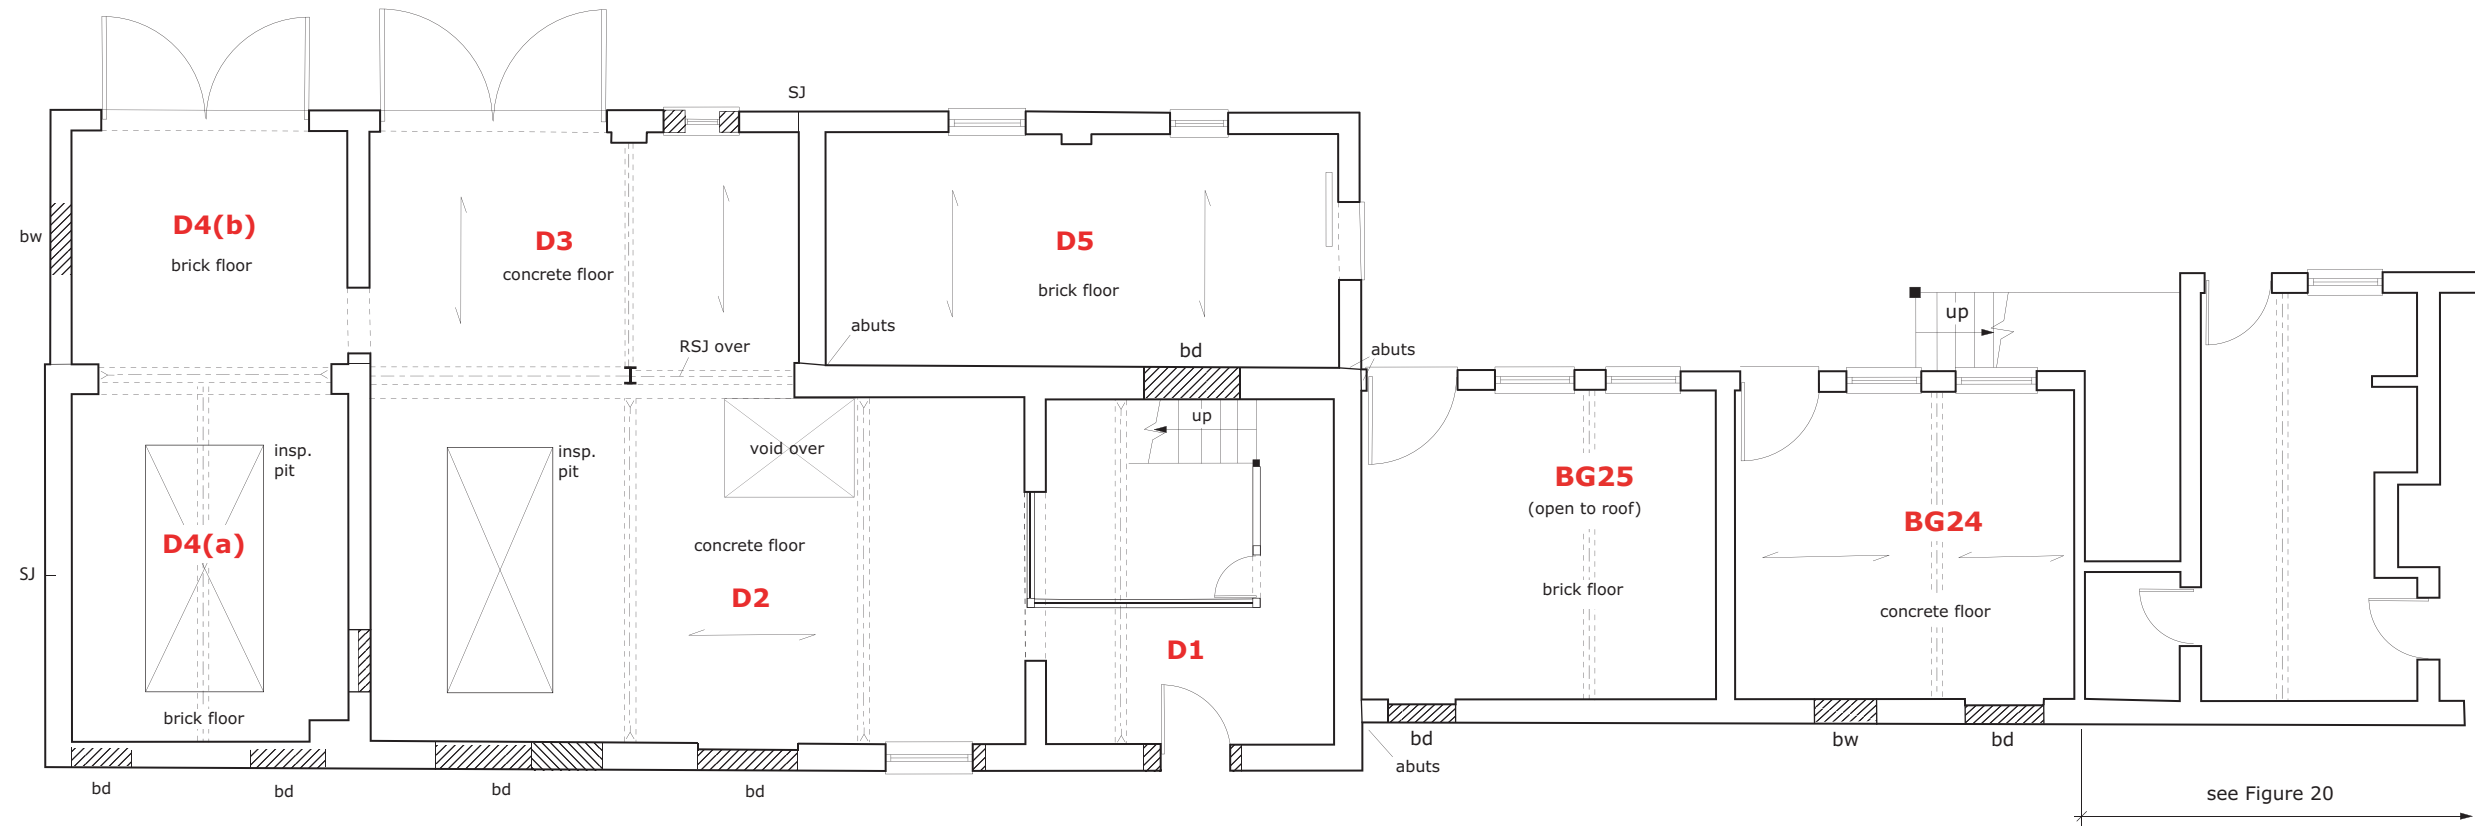 SJ
bw
D4(b)
brick floor
D3
concrete floor
D5
brick floor
RSJ over
abuts
bd
abuts
up
up
insp.
pit
insp.
pit
void over
D4(a)
SJ
brick floor
concrete floor
D2
D1
BG25
(open to roof)
brick floor
BG24
concrete floor
bd
bd
bd
bd
bd
abuts
bw
bd
see Figure 20